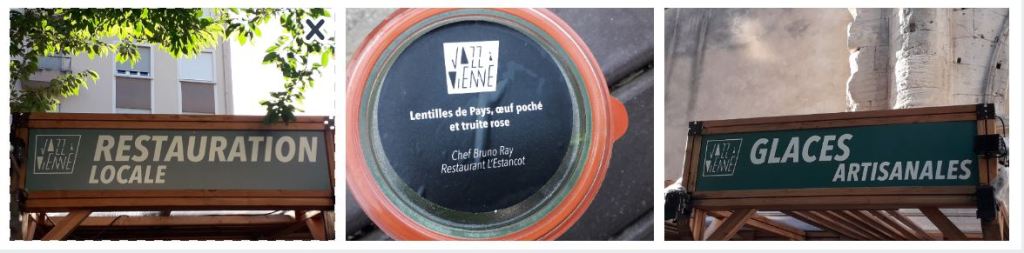 JAZZ À
VIENNE
RESTAURATION
LOCALE
JAZZ À
VIENNE
Lentilles de Pays, œuf poché
et truite rose
Chef Bruno Ray
Restaurant L'Estancot
JAZZ À
VIENNE
GLACES
ARTISANALES